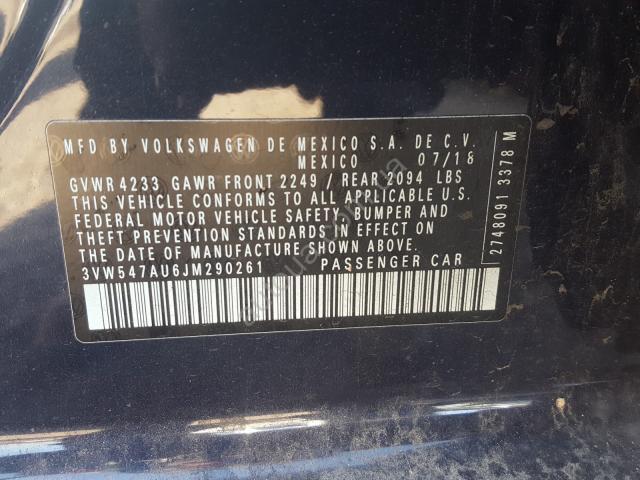 MFD BY VOLKSWAGEN DE MEXICO S.A. DE C.V.
MEXICO 07/18
GVWR 4233 GAWR FRONT 2249 / REAR 2094 LBS
THIS VEHICLE CONFORMS TO ALL APPLICABLE U.S.
FEDERAL MOTOR VEHICLE SAFETY, BUMPER AND
THEFT PREVENTION STANDARDS IN EFFECT ON
THE DATE OF MANUFACTURE SHOWN ABOVE.
3VW547AU6JM290261 PASSENGER CAR
2748091 3378 M